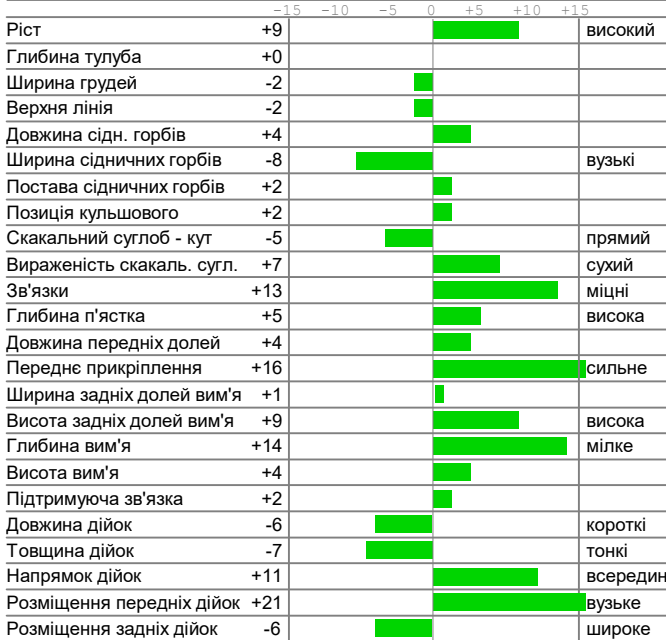 -15 -10 -5 0 +5 +10 +15
Ріст +9 високий
Глибина тулуба +0
Ширина грудей -2
Верхня лінія -2
Довжина сідн. горбів +4
Ширина сідничних горбів -8 вузькі
Постава сідничних горбів +2
Позиція кульшового +2
Скакальний суглоб - кут -5 прямий
Вираженість скакаль. сугл. +7 сухий
Зв'язки +13 міцні
Глибина п'ястка +5 висока
Довжина передніх долей +4
Переднє прикріплення +16 сильне
Ширина задніх долей вим'я +1
Висота задніх долей вим'я +9 висока
Глибина вим'я +14 мілке
Висота вим'я +4
Підтримуюча зв'язка +2
Довжина дійок -6 короткі
Товщина дійок -7 тонкі
Напрямок дійок +11 всередин
Розміщення передніх дійок +21 вузьке
Розміщення задніх дійок -6 широке